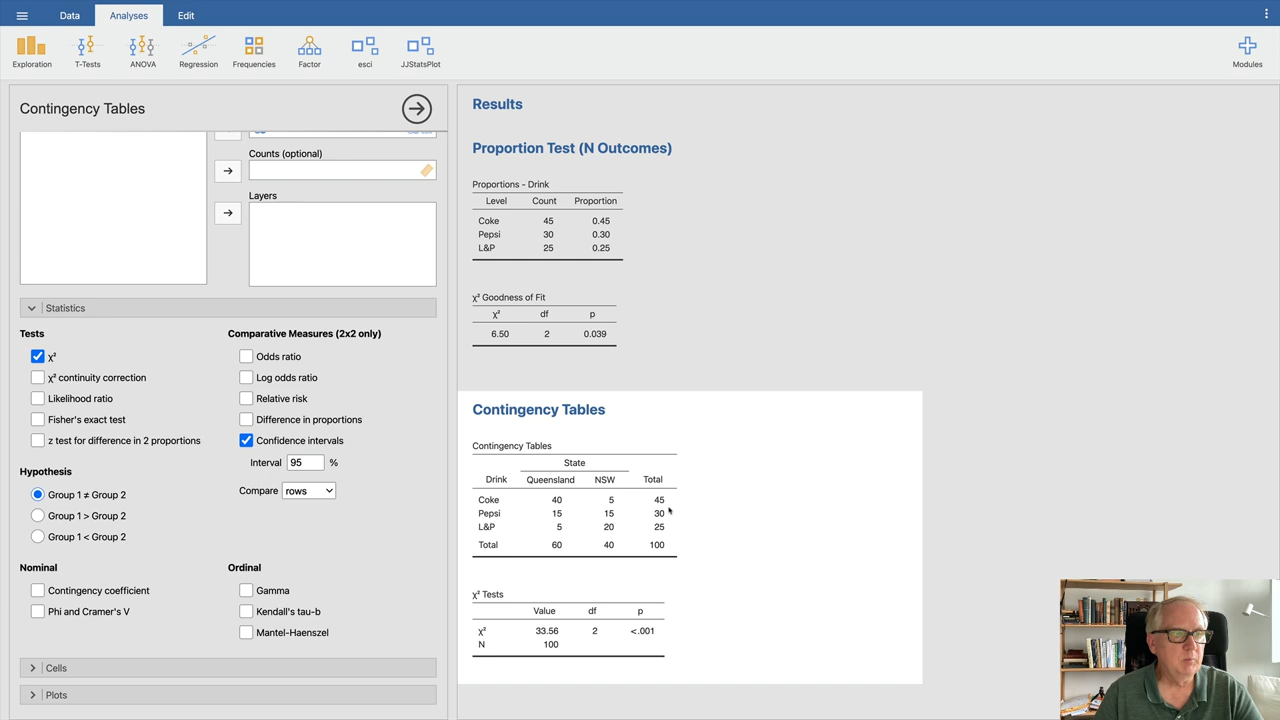 Data Analyses Edit
Exploration T-Tests ANOVA Regression Frequencies Factor esci JJStatsPlot Modules
Contingency Tables
Counts (optional)
Layers
Statistics
Tests
χ²
χ² continuity correction
Likelihood ratio
Fisher's exact test
z test for difference in 2 proportions
Comparative Measures (2x2 only)
Odds ratio
Log odds ratio
Relative risk
Difference in proportions
Confidence intervals
Interval 95 %
Compare rows
Hypothesis
Group 1 ≠ Group 2
Group 1 > Group 2
Group 1 < Group 2
Nominal
Contingency coefficient
Phi and Cramer's V
Ordinal
Gamma
Kendall's tau-b
Mantel-Haenszel
Cells
Plots
Results
Proportion Test (N Outcomes)
Proportions - Drink
Level Count Proportion
Coke 45 0.45
Pepsi 30 0.30
L&P 25 0.25
χ² Goodness of Fit
χ² df p
6.50 2 0.039
Contingency Tables
Contingency Tables
State
Drink Queensland NSW Total
Coke 40 5 45
Pepsi 15 15 30
L&P 5 20 25
Total 60 40 100
χ² Tests
Value df p
χ² 33.56 2 <.001
N 100